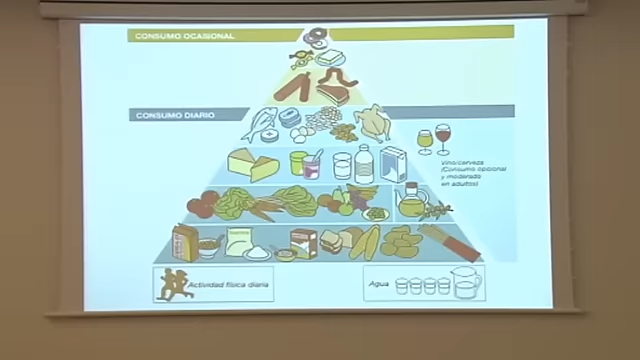 CONSUMO OCASIONAL
CONSUMO DIARIO
Vino/cerveza
(Consumo opcional
y moderado
en adultos)
Actividad física diaria
Agua